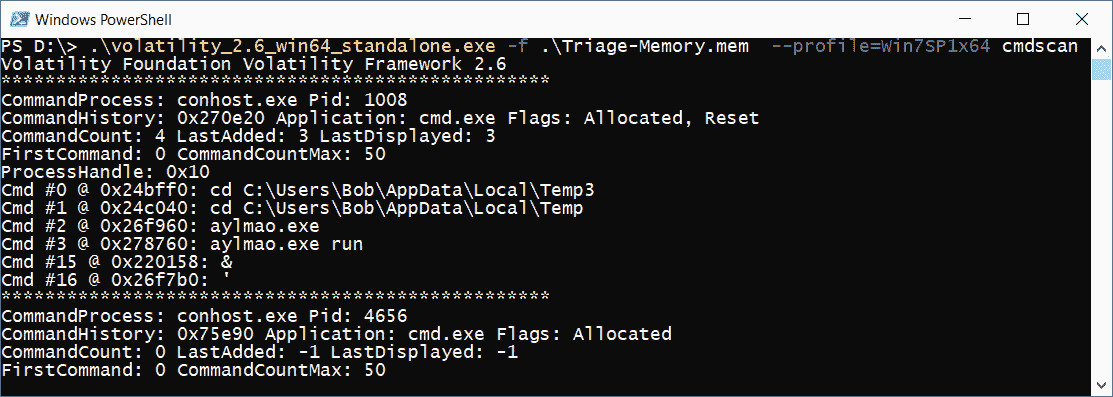 Windows PowerShell
PS D:\> .\volatility_2.6_win64_standalone.exe -f .\Triage-Memory.mem  --profile=Win7SP1x64 cmdscan
Volatility Foundation Volatility Framework 2.6
**************************************************
CommandProcess: conhost.exe Pid: 1008
CommandHistory: 0x270e20 Application: cmd.exe Flags: Allocated, Reset
CommandCount: 4 LastAdded: 3 LastDisplayed: 3
FirstCommand: 0 CommandCountMax: 50
ProcessHandle: 0x10
Cmd #0 @ 0x24bff0: cd C:\Users\Bob\AppData\Local\Temp3
Cmd #1 @ 0x24c040: cd C:\Users\Bob\AppData\Local\Temp
Cmd #2 @ 0x26f960: aylmao.exe
Cmd #3 @ 0x278760: aylmao.exe run
Cmd #15 @ 0x220158: &
Cmd #16 @ 0x26f7b0: '
**************************************************
CommandProcess: conhost.exe Pid: 4656
CommandHistory: 0x75e90 Application: cmd.exe Flags: Allocated
CommandCount: 0 LastAdded: -1 LastDisplayed: -1
FirstCommand: 0 CommandCountMax: 50